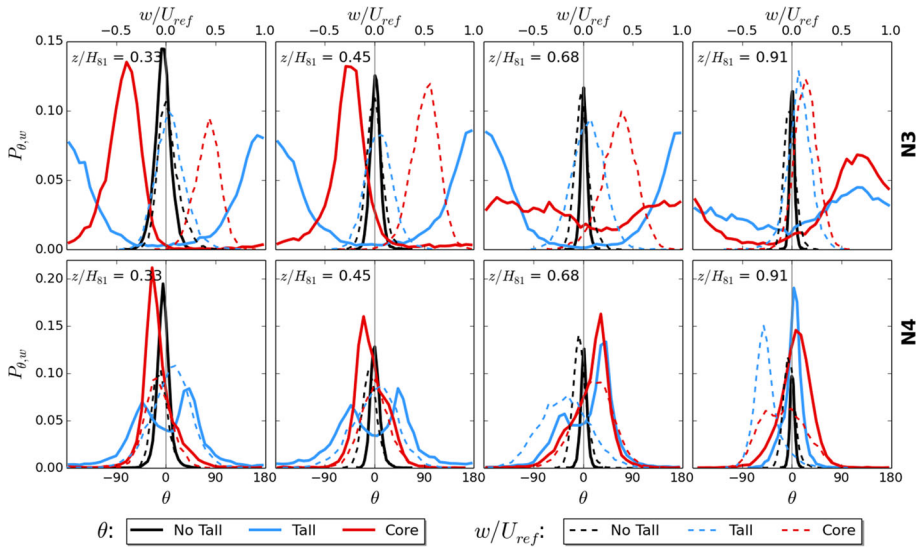 w/U_ref w/U_ref w/U_ref w/U_ref
−0.5 0.0 0.5 1.0 −0.5 0.0 0.5 1.0 −0.5 0.0 0.5 1.0 −0.5 0.0 0.5 1.0
z/H_81 = 0.33 z/H_81 = 0.45 z/H_81 = 0.68 z/H_81 = 0.91
0.15
0.10
0.05
0.00
P_θ,w
N3
z/H_81 = 0.33 z/H_81 = 0.45 z/H_81 = 0.68 z/H_81 = 0.91
0.20
0.15
0.10
0.05
0.00
P_θ,w
N4
−90 0 90 180 −90 0 90 180 −90 0 90 180 −90 0 90 180
θ θ θ θ
θ: No Tall Tall Core w/U_ref: No Tall Tall Core